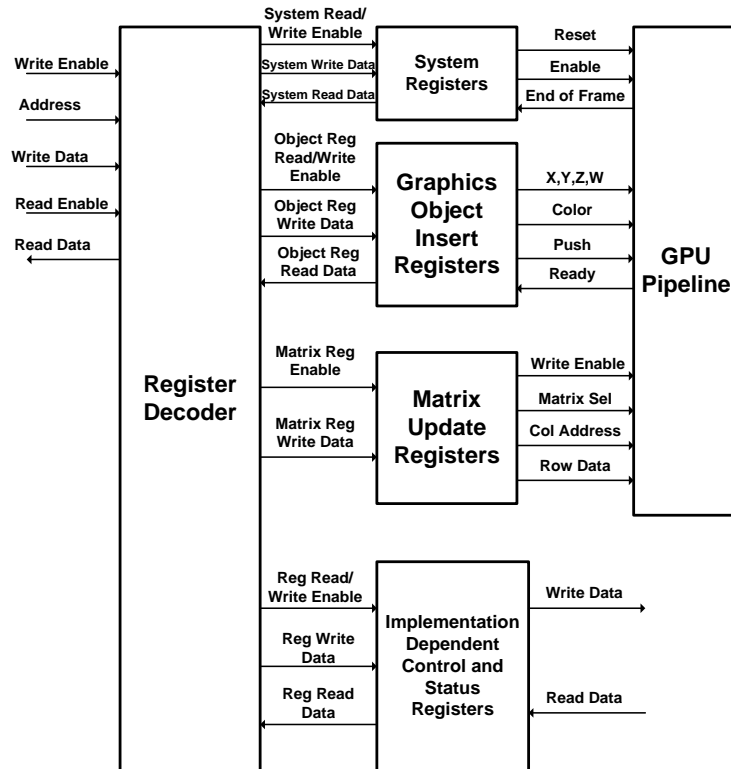 Write Enable
Address
Write Data
Read Enable
Read Data
Register
Decoder
System Read/
Write Enable
System Write Data
System Read Data
Object Reg
Read/Write
Enable
Object Reg
Write Data
Object Reg
Read Data
Matrix Reg
Enable
Matrix Reg
Write Data
Reg Read/
Write Enable
Reg Write
Data
Reg Read
Data
System
Registers
Graphics
Object
Insert
Registers
Matrix
Update
Registers
Implementation
Dependent
Control and
Status
Registers
Reset
Enable
End of Frame
X,Y,Z,W
Color
Push
Ready
Write Enable
Matrix Sel
Col Address
Row Data
Write Data
Read Data
GPU
Pipeline